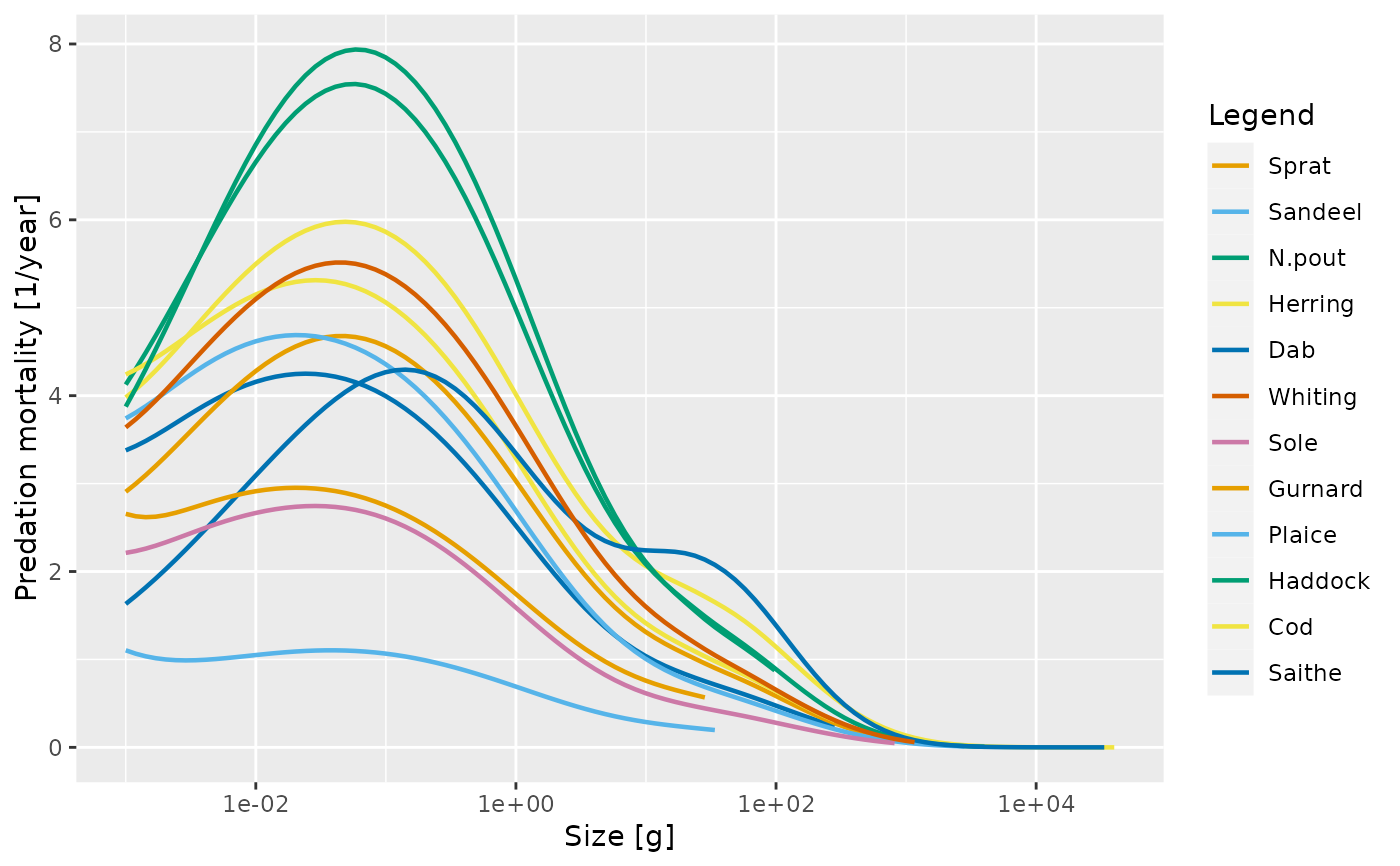 8
6
4
2
0
Predation mortality [1/year]
1e-02
1e+00
1e+02
1e+04
Size [g]
Legend
Sprat
Sandeel
N.pout
Herring
Dab
Whiting
Sole
Gurnard
Plaice
Haddock
Cod
Saithe